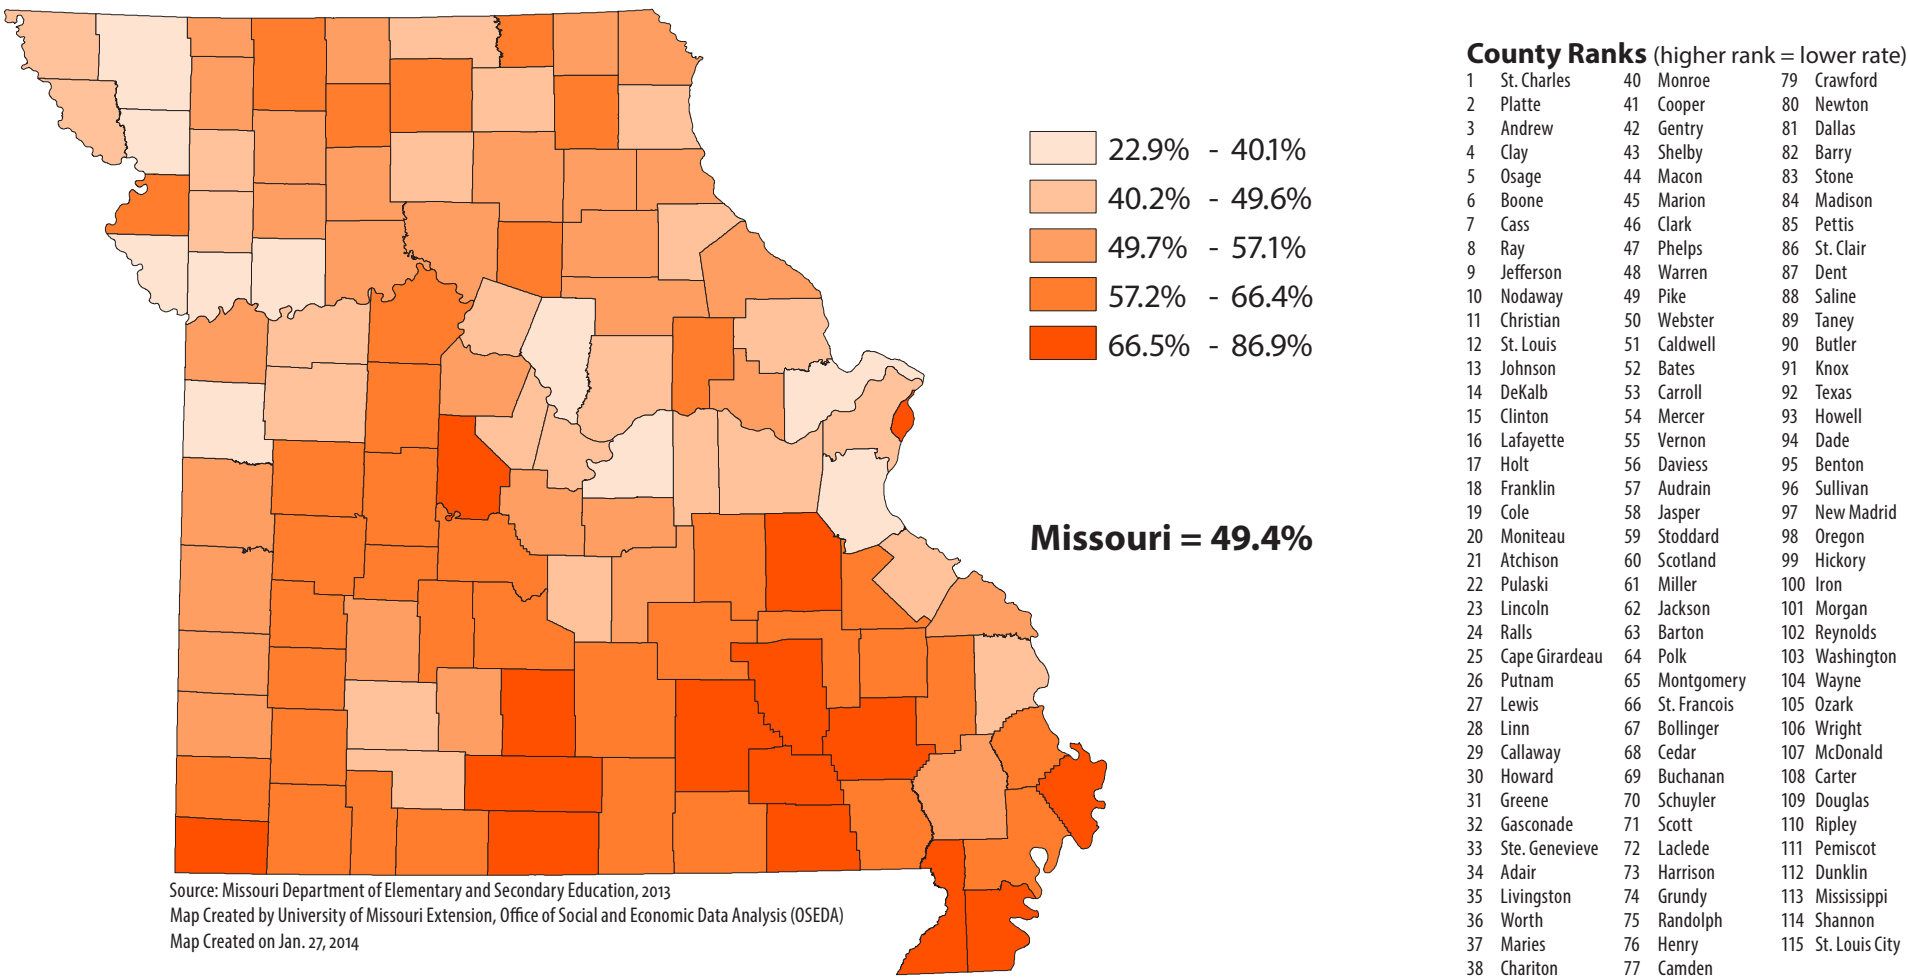 County Ranks (higher rank = lower rate)
1 St. Charles 40 Monroe 79 Crawford
2 Platte 41 Cooper 80 Newton
3 Andrew 42 Gentry 81 Dallas
4 Clay 43 Shelby 82 Barry
5 Osage 44 Macon 83 Stone
6 Boone 45 Marion 84 Madison
7 Cass 46 Clark 85 Pettis
8 Ray 47 Phelps 86 St. Clair
9 Jefferson 48 Warren 87 Dent
10 Nodaway 49 Pike 88 Saline
11 Christian 50 Webster 89 Taney
12 St. Louis 51 Caldwell 90 Butler
13 Johnson 52 Bates 91 Knox
14 DeKalb 53 Carroll 92 Texas
15 Clinton 54 Mercer 93 Howell
16 Lafayette 55 Vernon 94 Dade
17 Holt 56 Daviess 95 Benton
18 Franklin 57 Audrain 96 Sullivan
19 Cole 58 Jasper 97 New Madrid
20 Moniteau 59 Stoddard 98 Oregon
21 Atchison 60 Scotland 99 Hickory
22 Pulaski 61 Miller 100 Iron
23 Lincoln 62 Jackson 101 Morgan
24 Ralls 63 Barton 102 Reynolds
25 Cape Girardeau 64 Polk 103 Washington
26 Putnam 65 Montgomery 104 Wayne
27 Lewis 66 St. Francois 105 Ozark
28 Linn 67 Bollinger 106 Wright
29 Callaway 68 Cedar 107 McDonald
30 Howard 69 Buchanan 108 Carter
31 Greene 70 Schuyler 109 Douglas
32 Gasconade 71 Scott 110 Ripley
33 Ste. Genevieve 72 Laclede 111 Pemiscot
34 Adair 73 Harrison 112 Dunklin
35 Livingston 74 Grundy 113 Mississippi
36 Worth 75 Randolph 114 Shannon
37 Maries 76 Henry 115 St. Louis City
38 Chariton 77 Camden
22.9% - 40.1%
40.2% - 49.6%
49.7% - 57.1%
57.2% - 66.4%
66.5% - 86.9%
Missouri = 49.4%
Source: Missouri Department of Elementary and Secondary Education, 2013
Map Created by University of Missouri Extension, Office of Social and Economic Data Analysis (OSEDA)
Map Created on Jan. 27, 2014